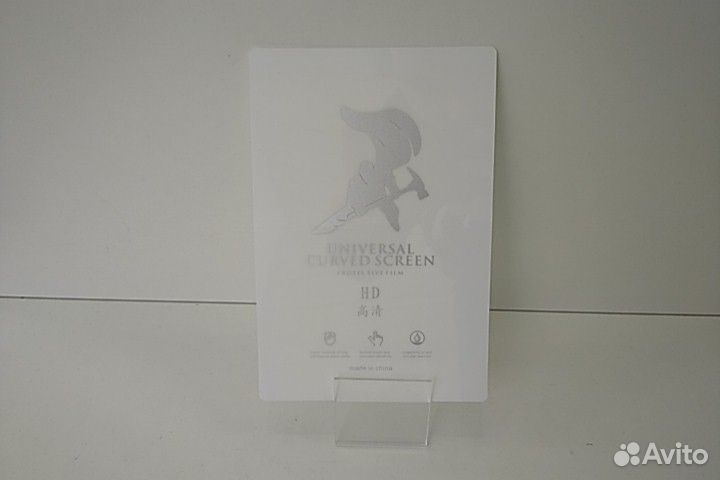 UNIVERSAL
CURVED SCREEN
PROTECTIVE FILM
HD
高清
made in china
Avito